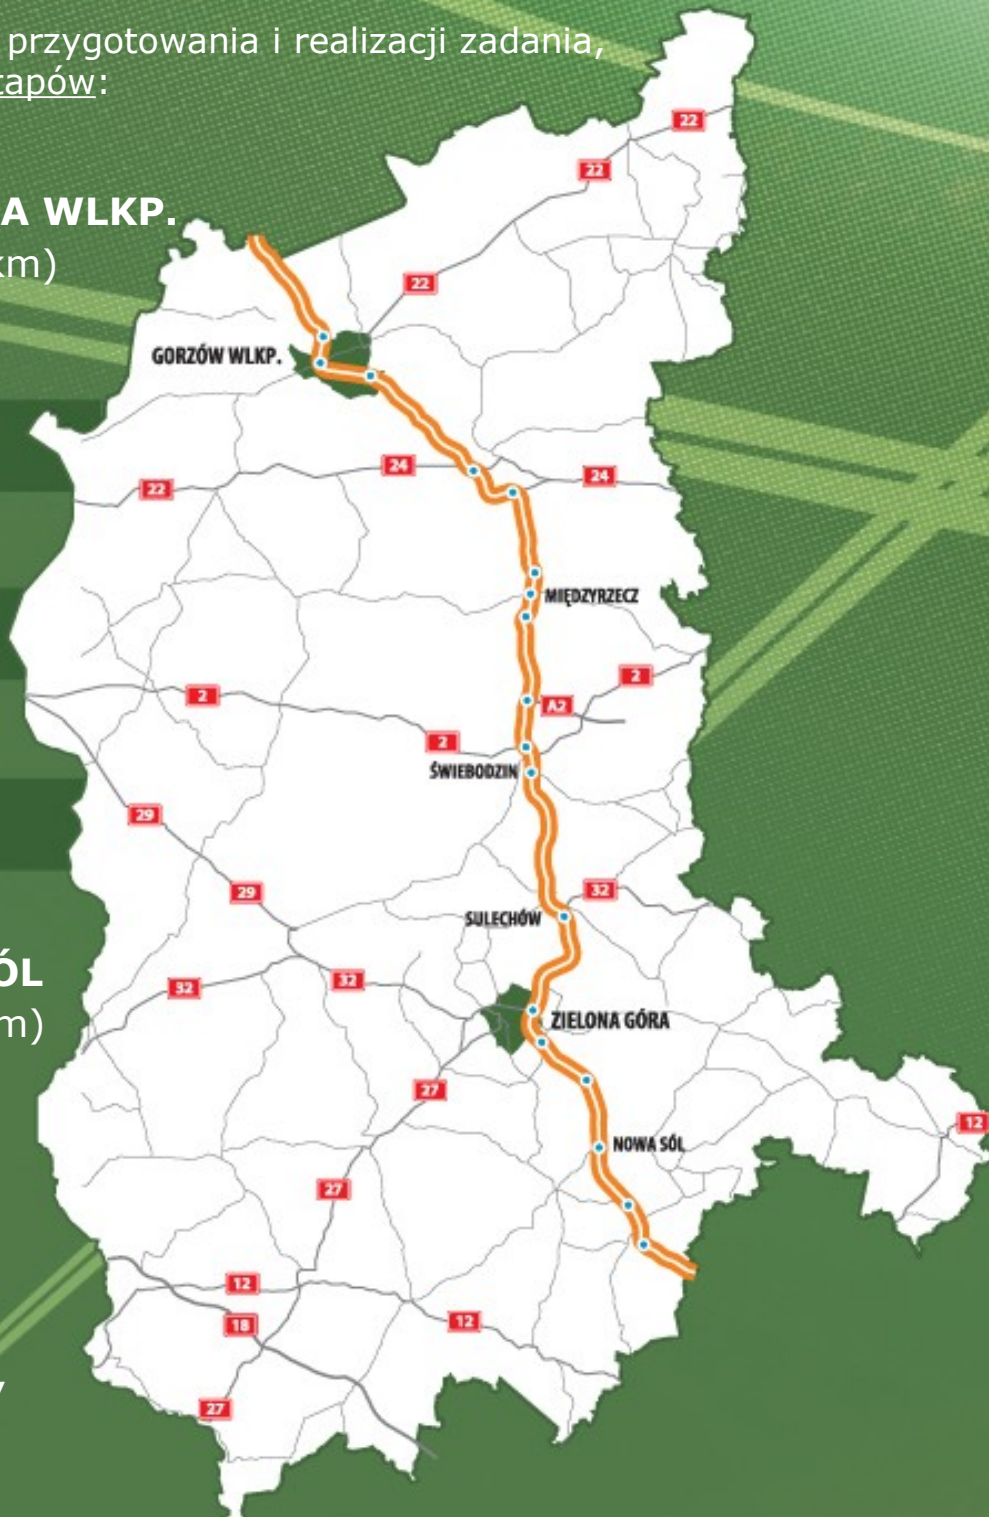 przygotowania i realizacji zadania,
tapów:
22
22
A WLKP.
km)
22
GORZÓW WLKP.
24
24
22
MIĘDZYRZECZ
2
2
A2
2
ŚWIEBODZIN
29
29
32
SULECHÓW
ÓL
32
32
m)
ZIELONA GÓRA
27
12
NOWA SÓL
27
12
18
12
27